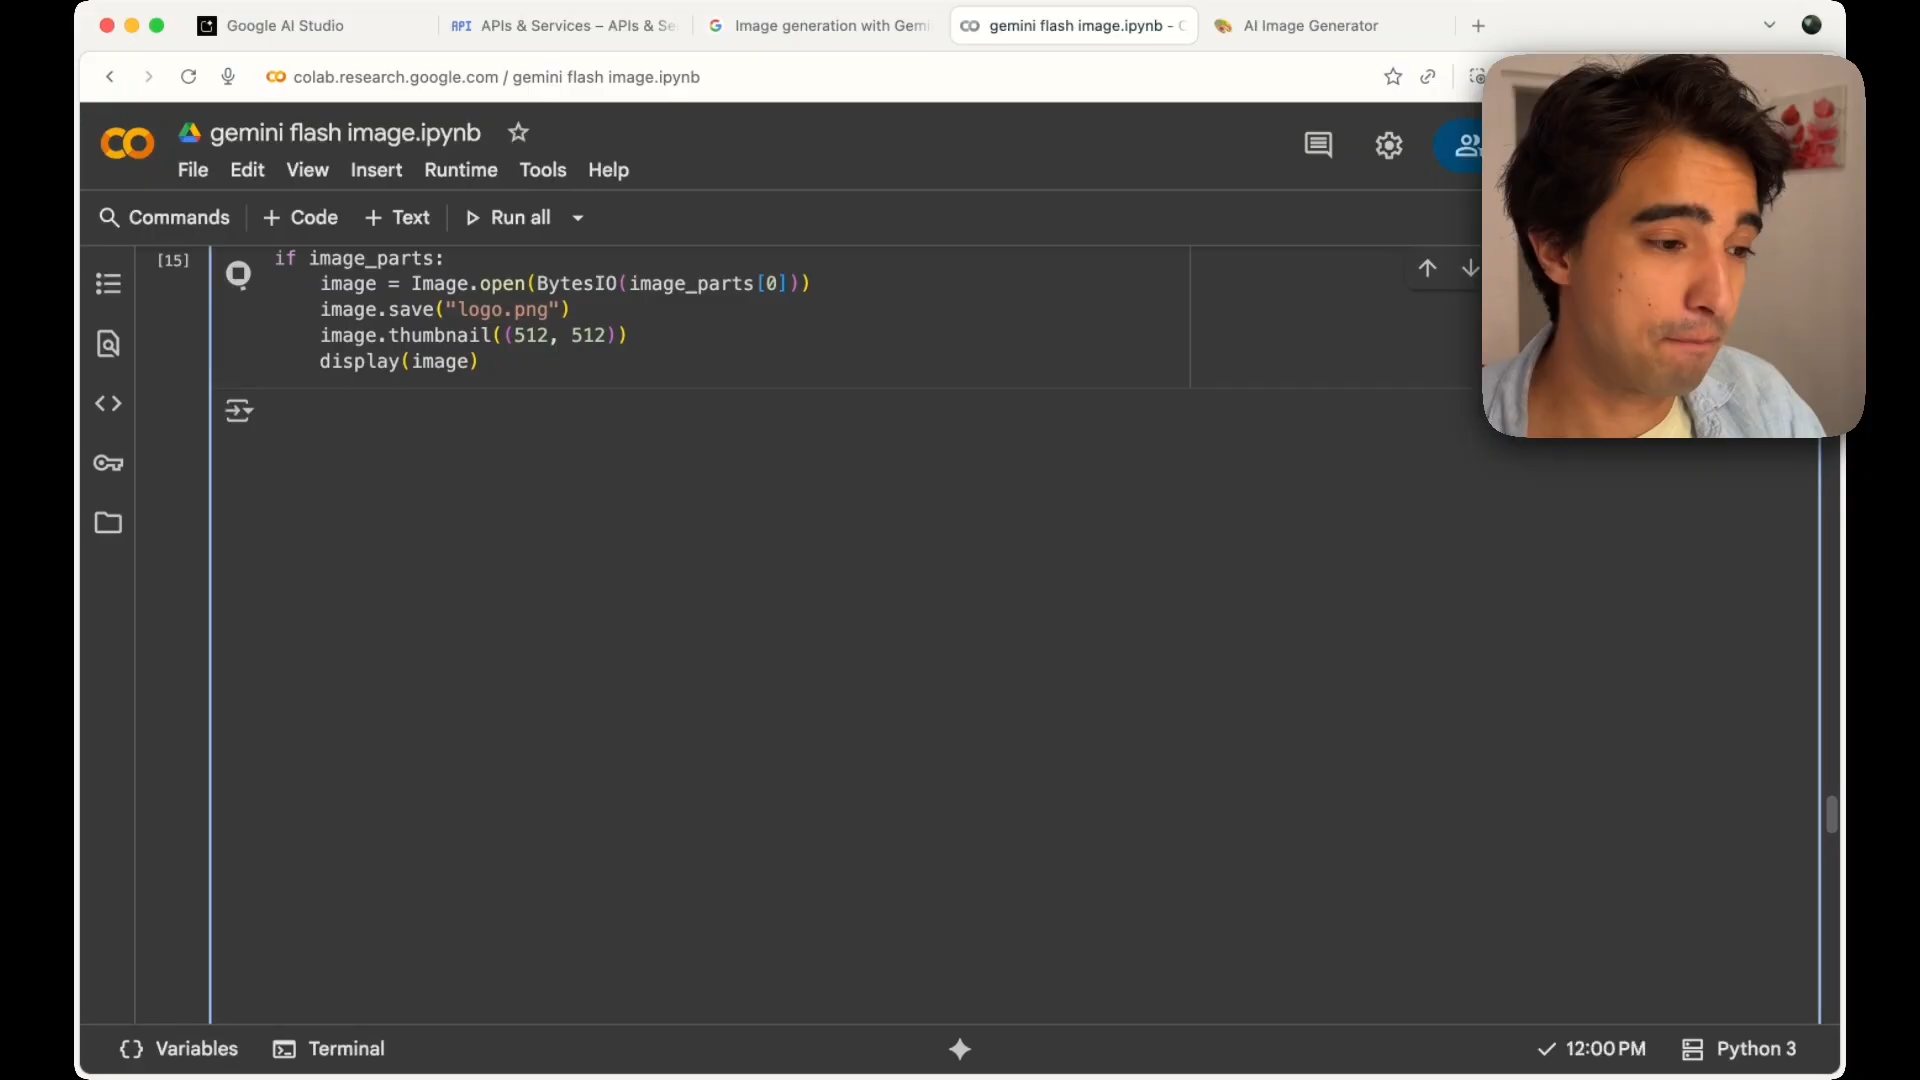 Google AI Studio
API APIs & Services – APIs & Se
Image generation with Gemi
gemini flash image.ipynb - C
AI Image Generator
colab.research.google.com / gemini flash image.ipynb
gemini flash image.ipynb
File Edit View Insert Runtime Tools Help
Commands + Code + Text Run all
[15]
if image_parts:
image = Image.open(BytesIO(image_parts[0]))
image.save("logo.png")
image.thumbnail((512, 512))
display(image)
{} Variables Terminal
12:00 PM Python 3